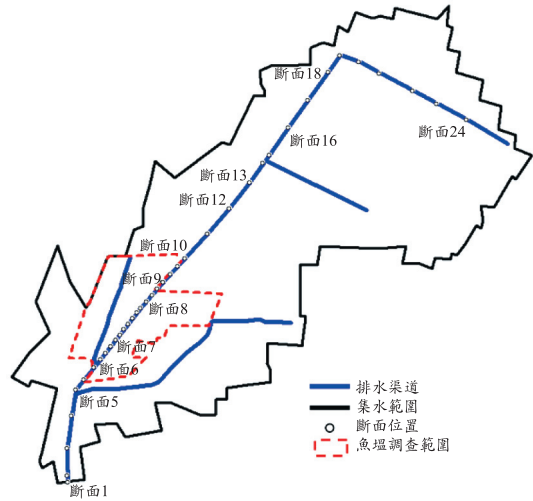 斷面18
斷面24
斷面16
斷面13
斷面12
斷面10
斷面9
斷面8
斷面7
斷面6
斷面5
斷面1
排水渠道
集水範圍
斷面位置
魚塭調查範圍